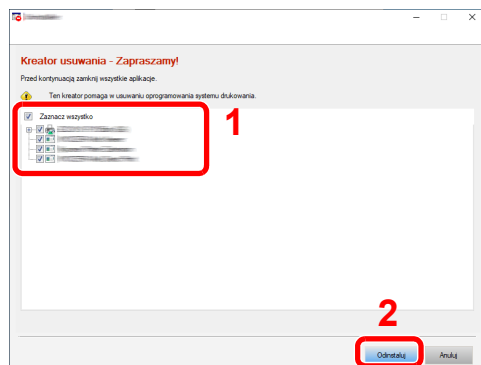 Kreator usuwania - Zapraszamy!
Przed kontynuacją zamknij wszystkie aplikacje.
Ten kreator pomaga w usuwaniu oprogramowania systemu drukowania.
Zaznacz wszystko
1
2
Odinstaluj
Anuluj